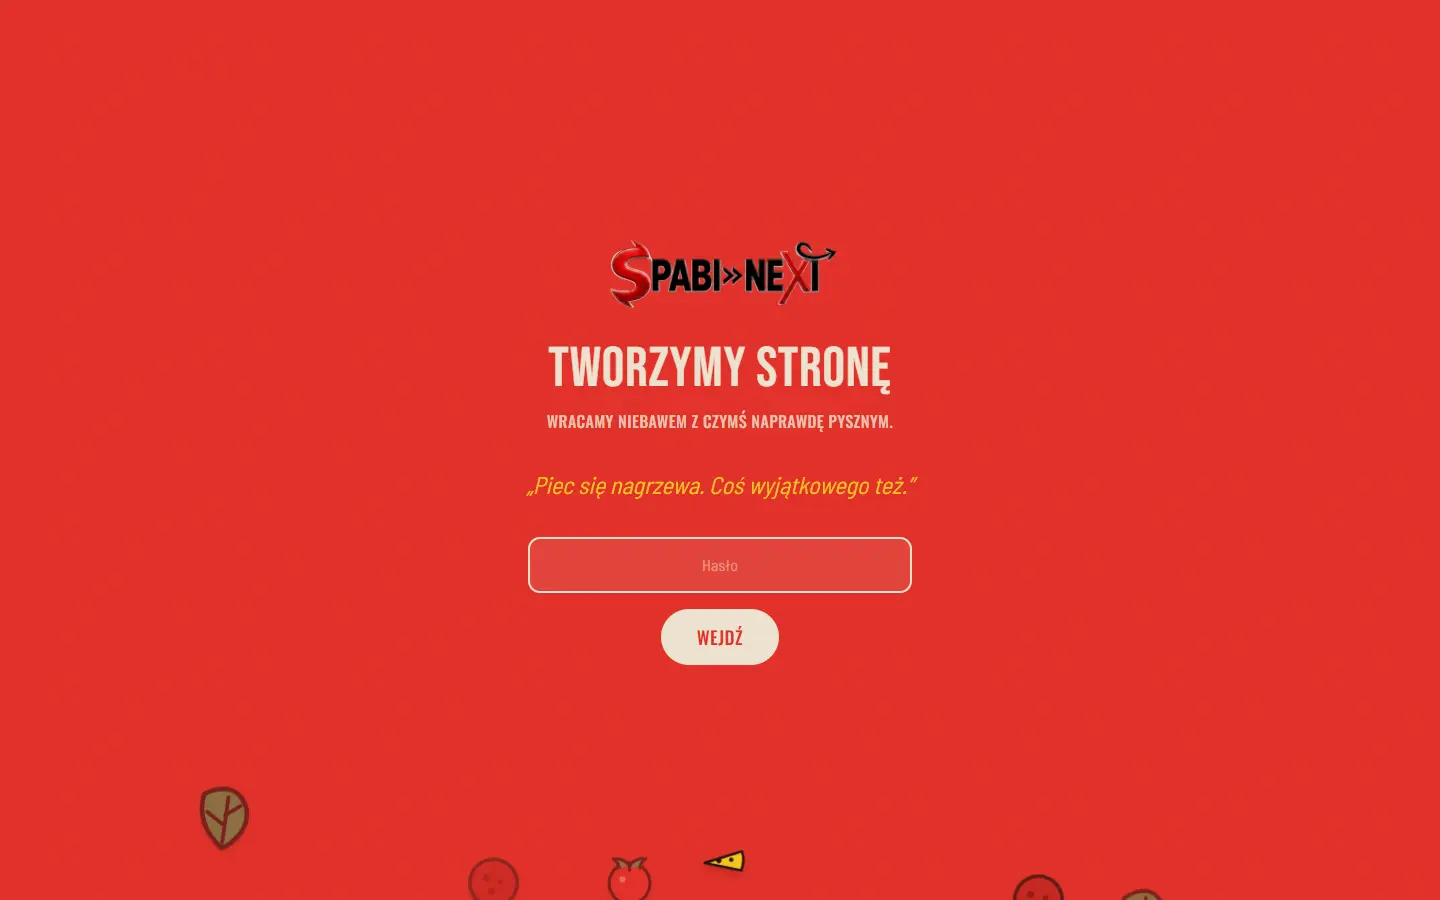 SPABI»NEXT
TWORZYMY STRONĘ
WRACAMY NIEBAWEM Z CZYMŚ NAPRAWDĘ PYSZNYM.
„Piec się nagrzewa. Coś wyjątkowego też.”
Hasło
WEJDŹ